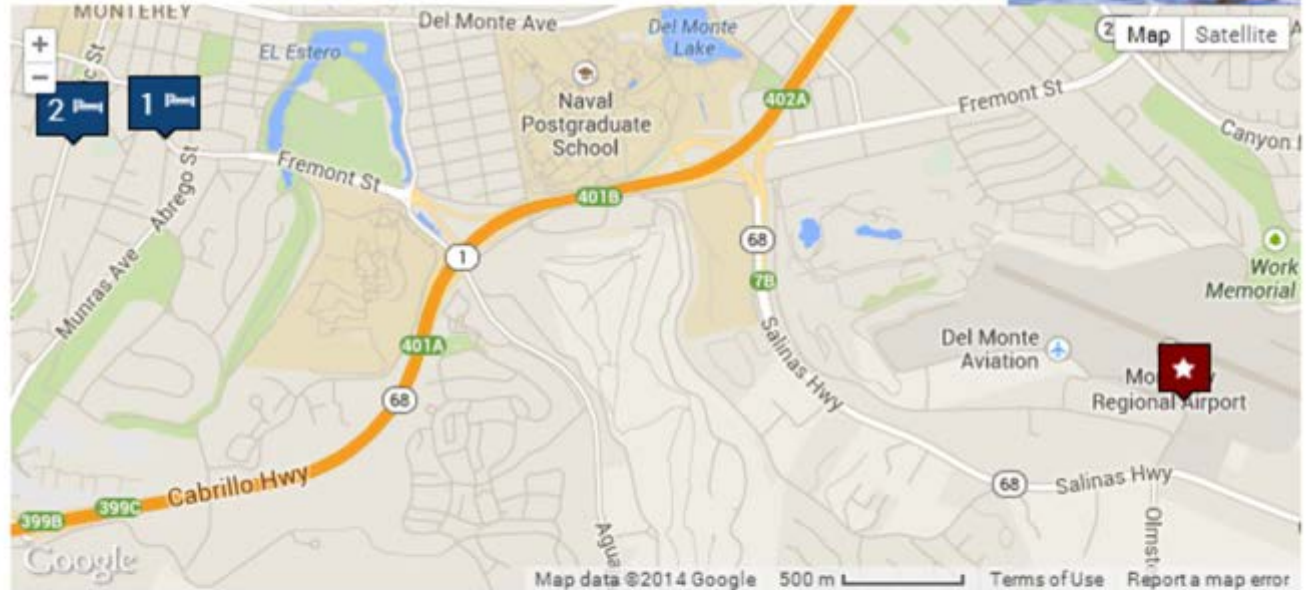 MONTEREY
Del Monte Ave
Del Monte
Lake
Map
Satellite
+
−
EL Estero
2
1
Naval
Postgraduate
School
402A
Fremont St
Canyon
Fremont St
Abrego St
401B
1
68
7B
Work
Memorial
Munras Ave
401A
Salinas Hwy
Del Monte
Aviation
Regional Airport
68
Cabrillo Hwy
68
Salinas Hwy
399B
399C
Google
Map data ©2014 Google
500 m
Terms of Use
Report a map error